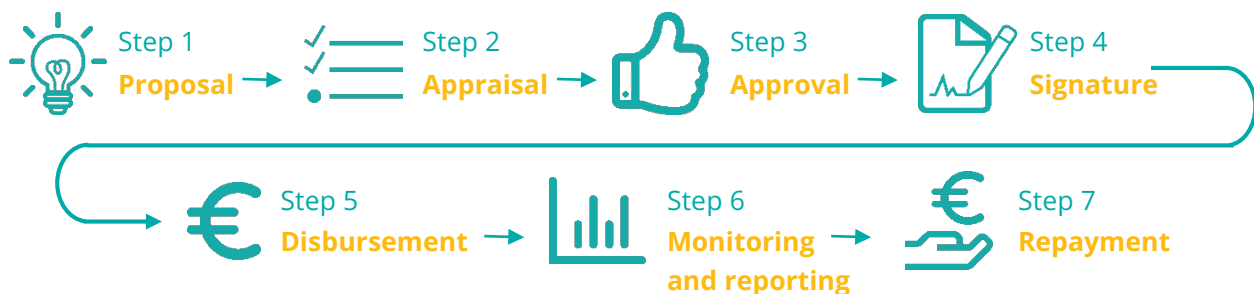 Step 1
Proposal
Step 2
Appraisal
Step 3
Approval
Step 4
Signature
Step 5
Disbursement
Step 6
Monitoring
and reporting
Step 7
Repayment